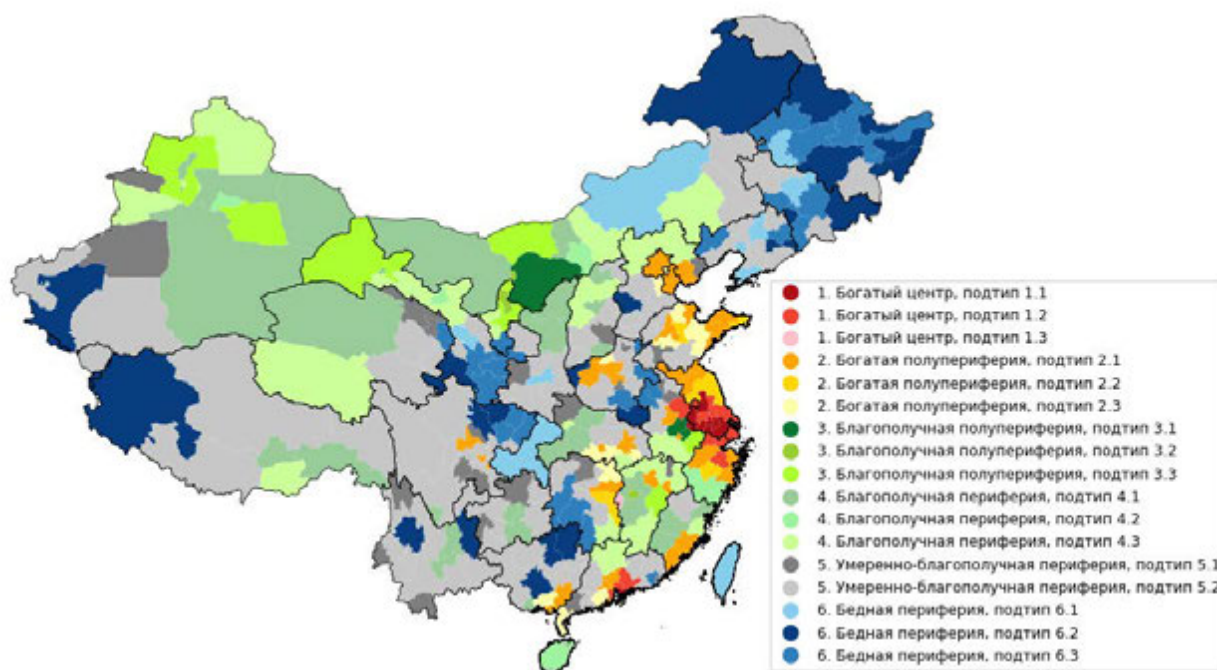 1. Богатый центр, подтип 1.1
1. Богатый центр, подтип 1.2
1. Богатый центр, подтип 1.3
2. Богатая полупериферия, подтип 2.1
2. Богатая полупериферия, подтип 2.2
2. Богатая полупериферия, подтип 2.3
3. Благополучная полупериферия, подтип 3.1
3. Благополучная полупериферия, подтип 3.2
3. Благополучная полупериферия, подтип 3.3
4. Благополучная периферия, подтип 4.1
4. Благополучная периферия, подтип 4.2
4. Благополучная периферия, подтип 4.3
5. Умеренно-благополучная периферия, подтип 5.1
5. Умеренно-благополучная периферия, подтип 5.2
6. Бедная периферия, подтип 6.1
6. Бедная периферия, подтип 6.2
6. Бедная периферия, подтип 6.3